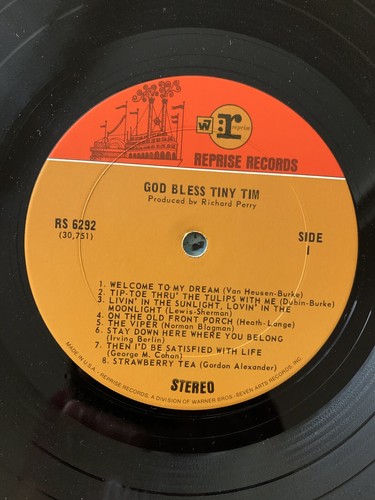 W
r:
reprise
REPRISE RECORDS
GOD BLESS TINY TIM
Produced by Richard Perry
RS 6292
(30,751)
SIDE
1
1. WELCOME TO MY DREAM (Van Heusen-Burke)
2. TIP-TOE THRU' THE TULIPS WITH ME (Dubin-Burke)
3. LIVIN' IN THE SUNLIGHT, LOVIN' IN THE
MOONLIGHT (Lewis-Sherman)
4. ON THE OLD FRONT PORCH (Heath-Lange)
5. THE VIPER (Norman Blagman)
6. STAY DOWN HERE WHERE YOU BELONG
(Irving Berlin)
7. THEN I'D BE SATISFIED WITH LIFE
(George M. Cohan)
8. STRAWBERRY TEA (Gordon Alexander)
STEREO
MADE IN U.S.A. · REPRISE RECORDS, A DIVISION OF WARNER BROS.-SEVEN ARTS RECORDS, INC.